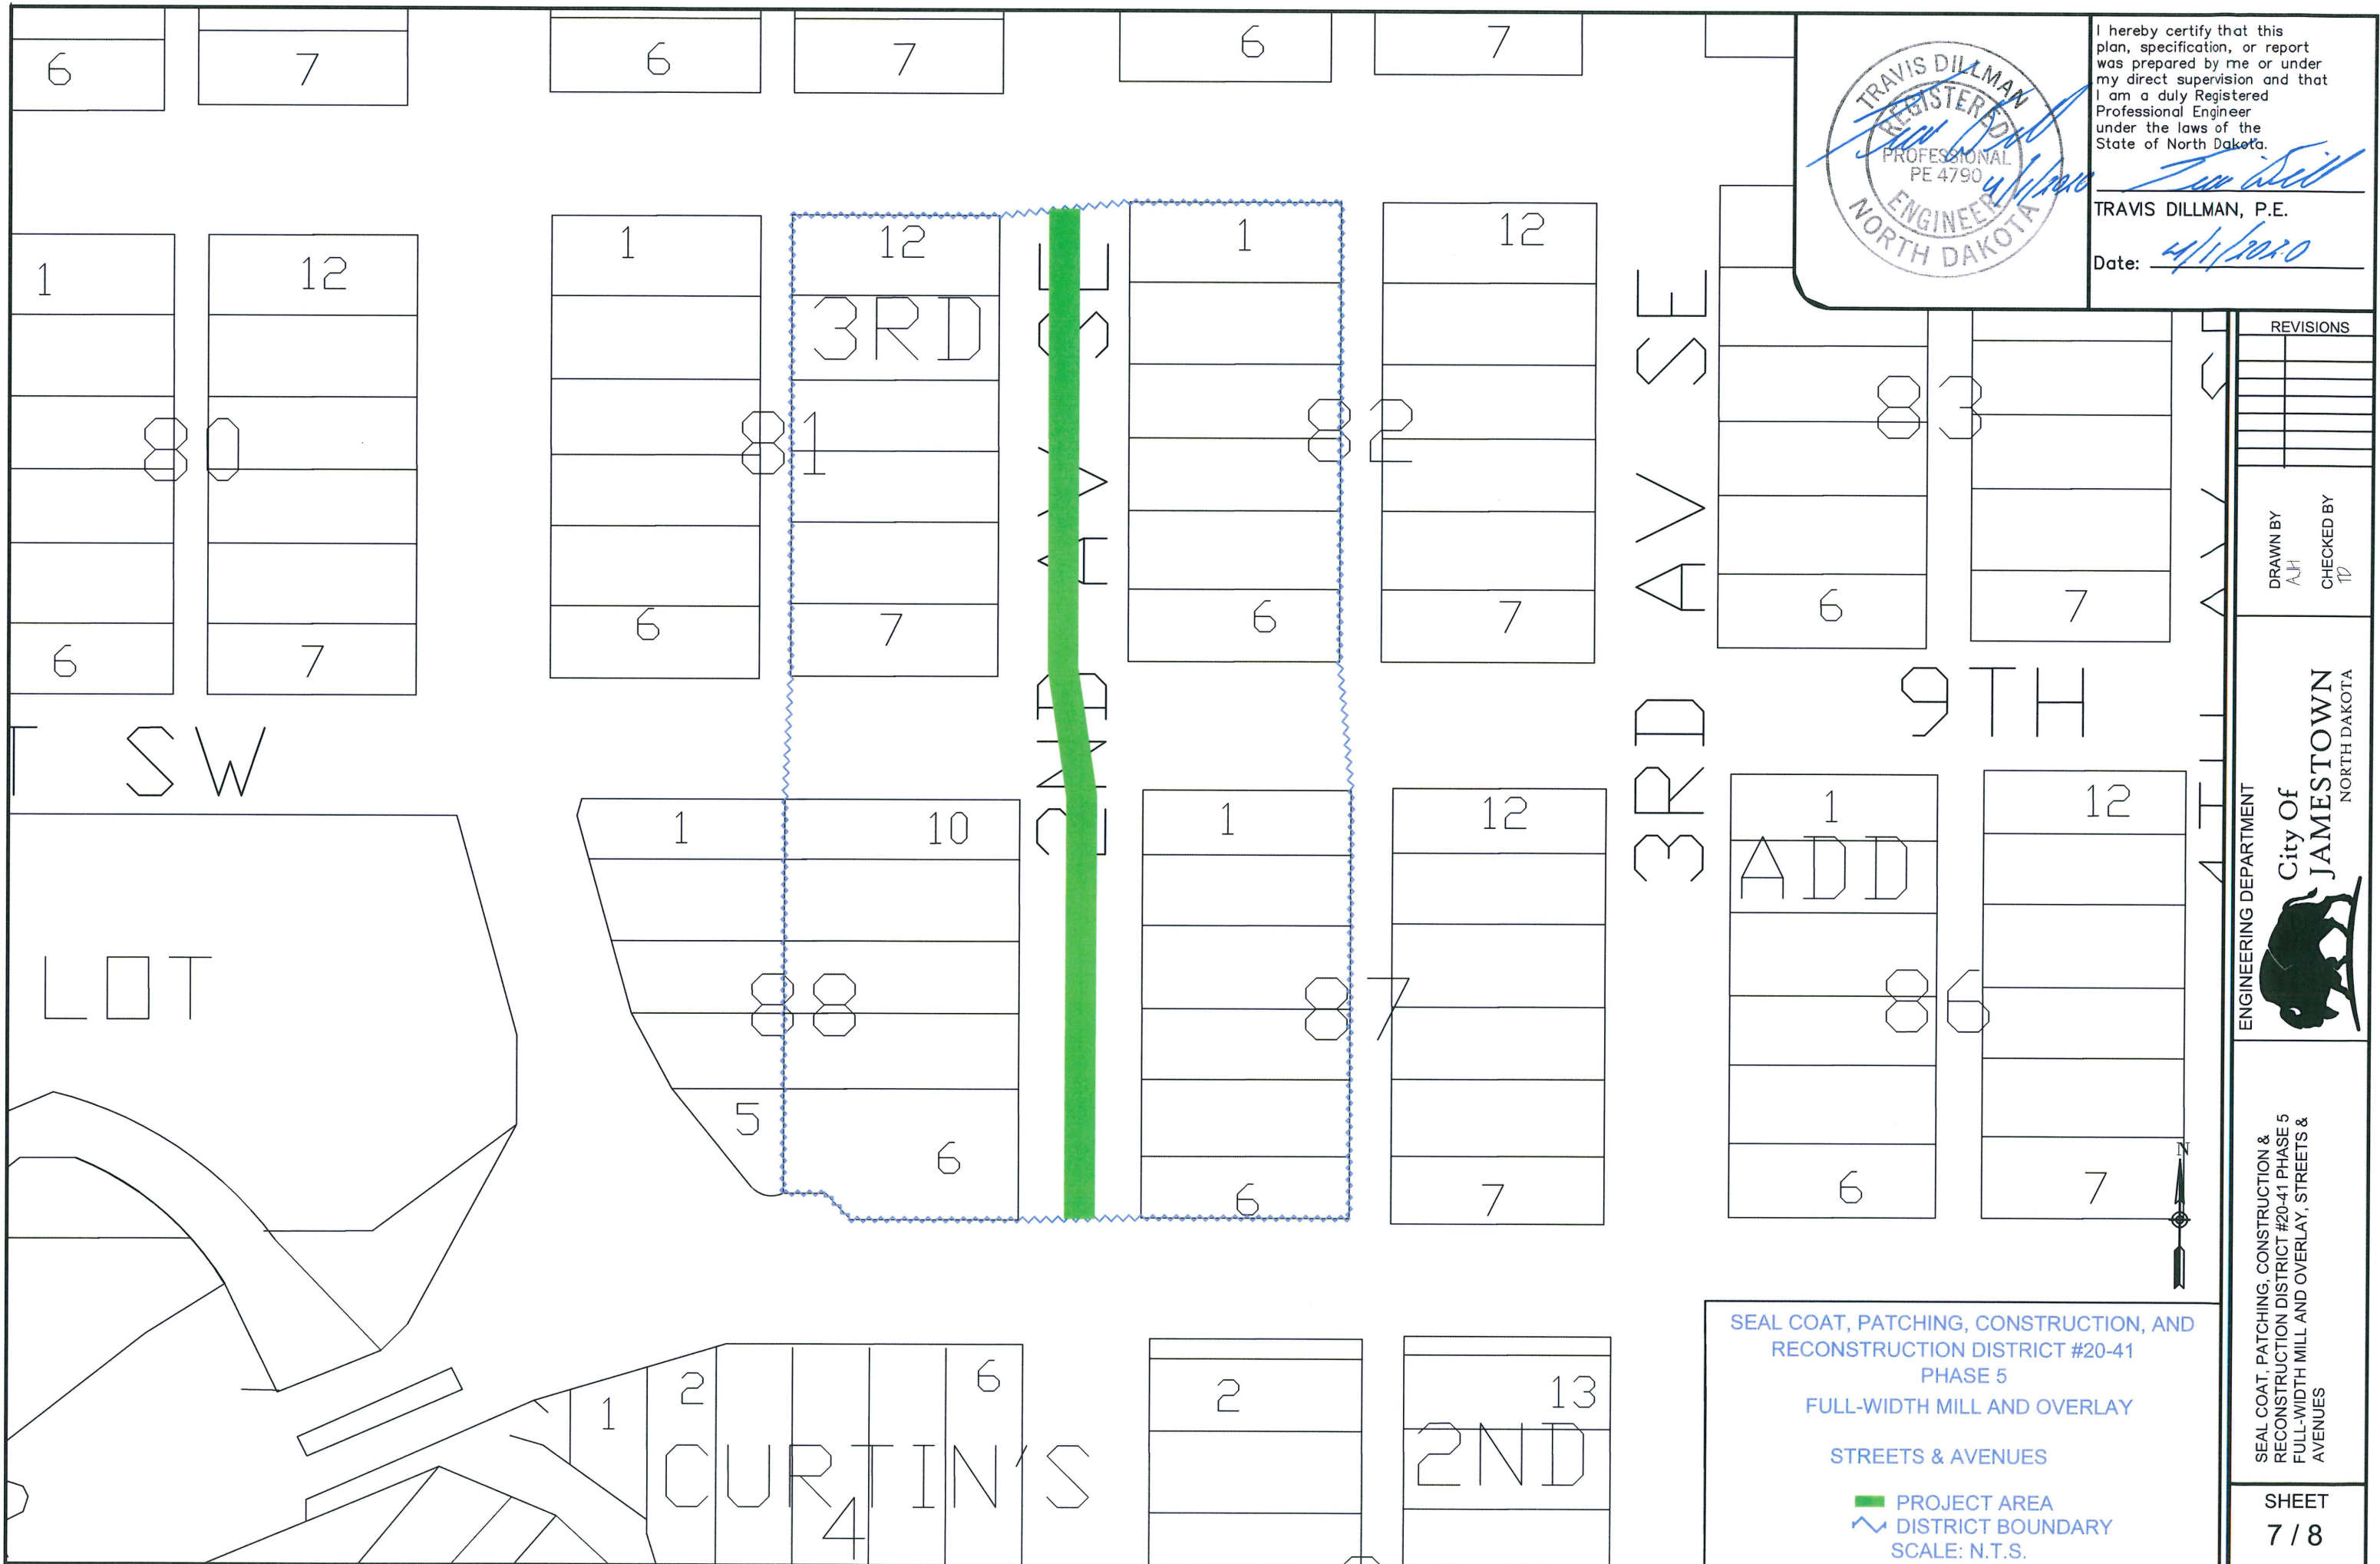 6
7
6
7
6
7
I hereby certify that this
plan, specification, or report
was prepared by me or under
my direct supervision and that
I am a duly Registered
Professional Engineer
under the laws of the
State of North Dakota.
TRAVIS DILLMAN, P.E.
Date: 4/1/2020
TRAVIS DILLMAN
REGISTERED
PROFESSIONAL
PE 4790
ENGINEER
NORTH DAKOTA
4/1/2020
REVISIONS
1
12
1
12
1
12
3RD
80
81
82
83
2ND AV SE
3RD AV SE
6
7
6
7
6
7
6
7
T SW
9TH
DRAWN BY
AJH
CHECKED BY
TD
1
10
1
12
1
12
ADD
LOT
88
87
86
5
6
6
7
6
7
N
ENGINEERING DEPARTMENT
City Of
JAMESTOWN
NORTH DAKOTA
1
2
6
CURTIN'S
4
2
13
2ND
SEAL COAT, PATCHING, CONSTRUCTION, AND
RECONSTRUCTION DISTRICT #20-41
PHASE 5
FULL-WIDTH MILL AND OVERLAY
STREETS & AVENUES
PROJECT AREA
DISTRICT BOUNDARY
SCALE: N.T.S.
SEAL COAT, PATCHING, CONSTRUCTION &
RECONSTRUCTION DISTRICT #20-41 PHASE 5
FULL-WIDTH MILL AND OVERLAY, STREETS &
AVENUES
SHEET
7 / 8